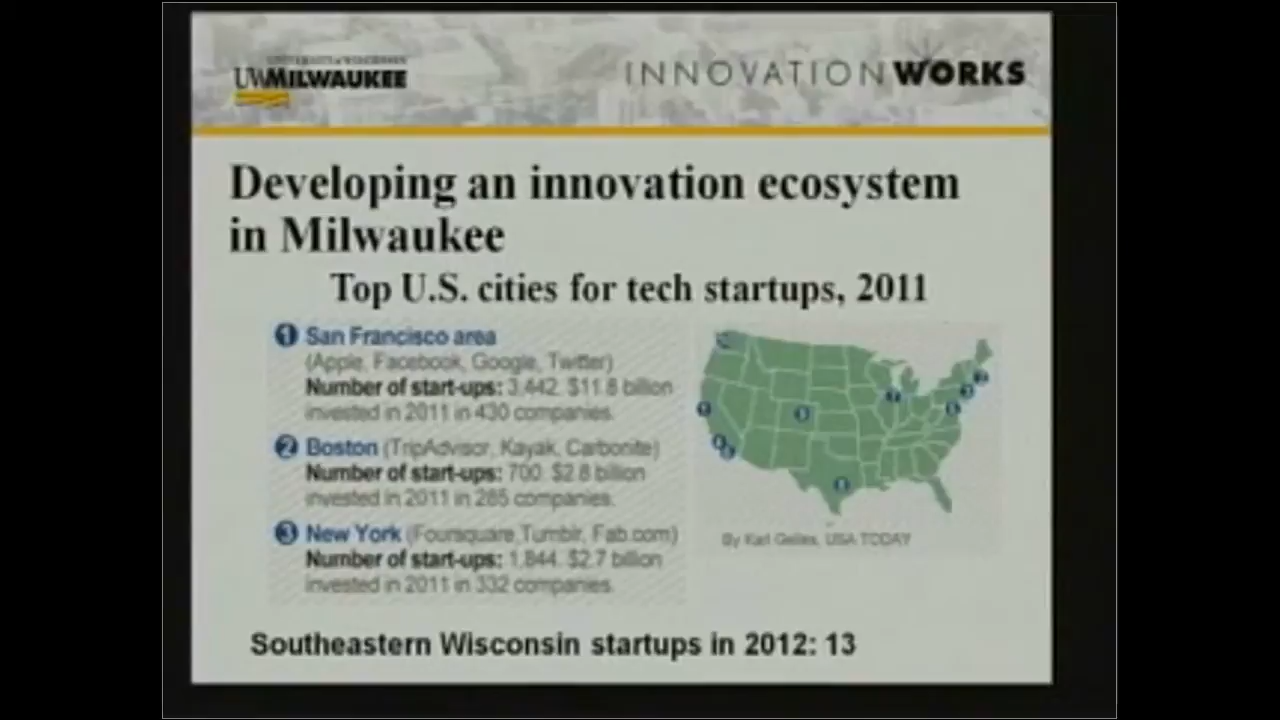 UNIVERSITY of WISCONSIN
UWMILWAUKEE
INNOVATIONWORKS
Developing an innovation ecosystem
in Milwaukee
Top U.S. cities for tech startups, 2011
1 San Francisco area
(Apple, Facebook, Google, Twitter)
Number of start-ups: 3,442. $11.8 billion
invested in 2011 in 430 companies.
2 Boston (TripAdvisor, Kayak, Carbonite)
Number of start-ups: 700. $2.8 billion
invested in 2011 in 285 companies.
3 New York (Foursquare, Tumblr, Fab.com)
Number of start-ups: 1,844. $2.7 billion
invested in 2011 in 332 companies.
By Karl Gelles, USA TODAY
Southeastern Wisconsin startups in 2012: 13